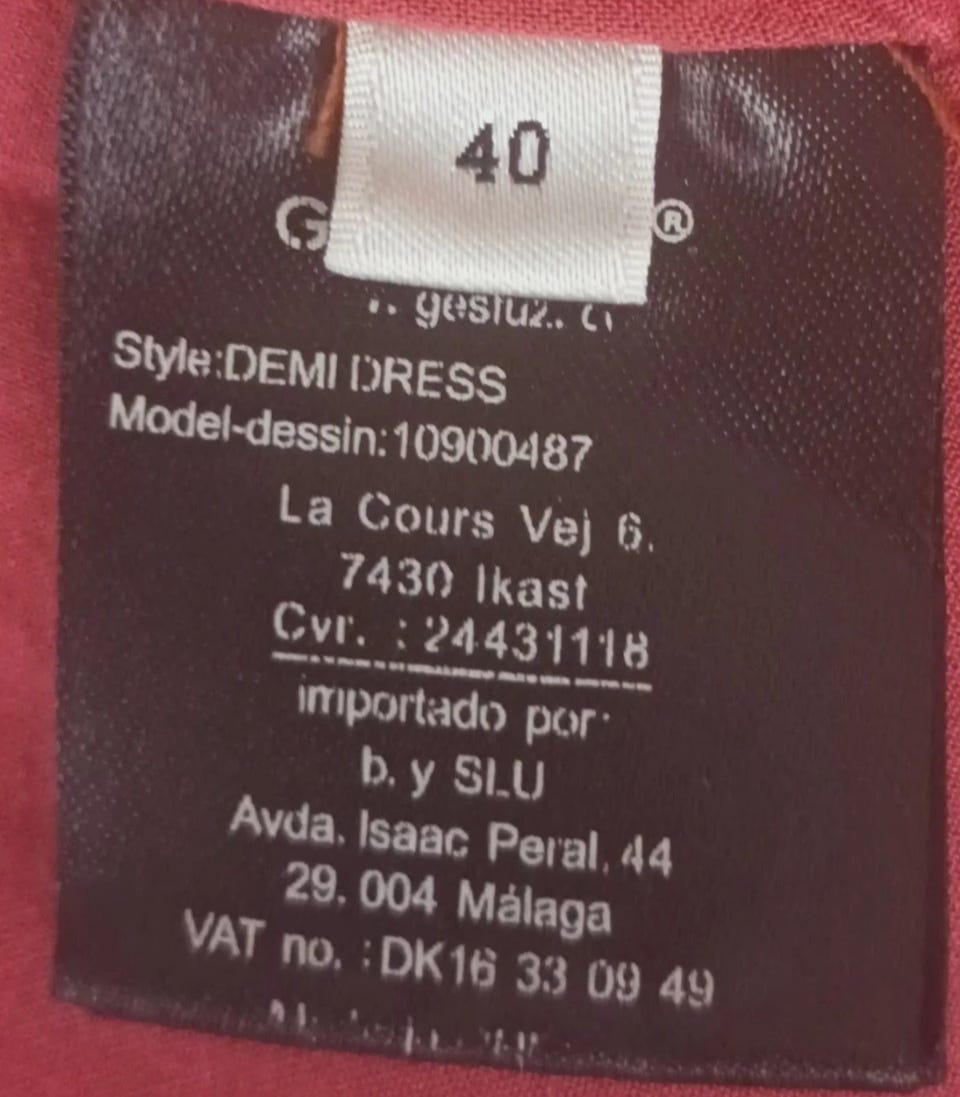 40
®
Style:DEMI DRESS
Model-dessin:10900487
La Cours Vej 6.
7430 Ikast
Cvr. : 24431118
importado por:
b. y SLU
Avda. Isaac Peral, 44
29. 004 Málaga
VAT no. :DK16 33 09 49